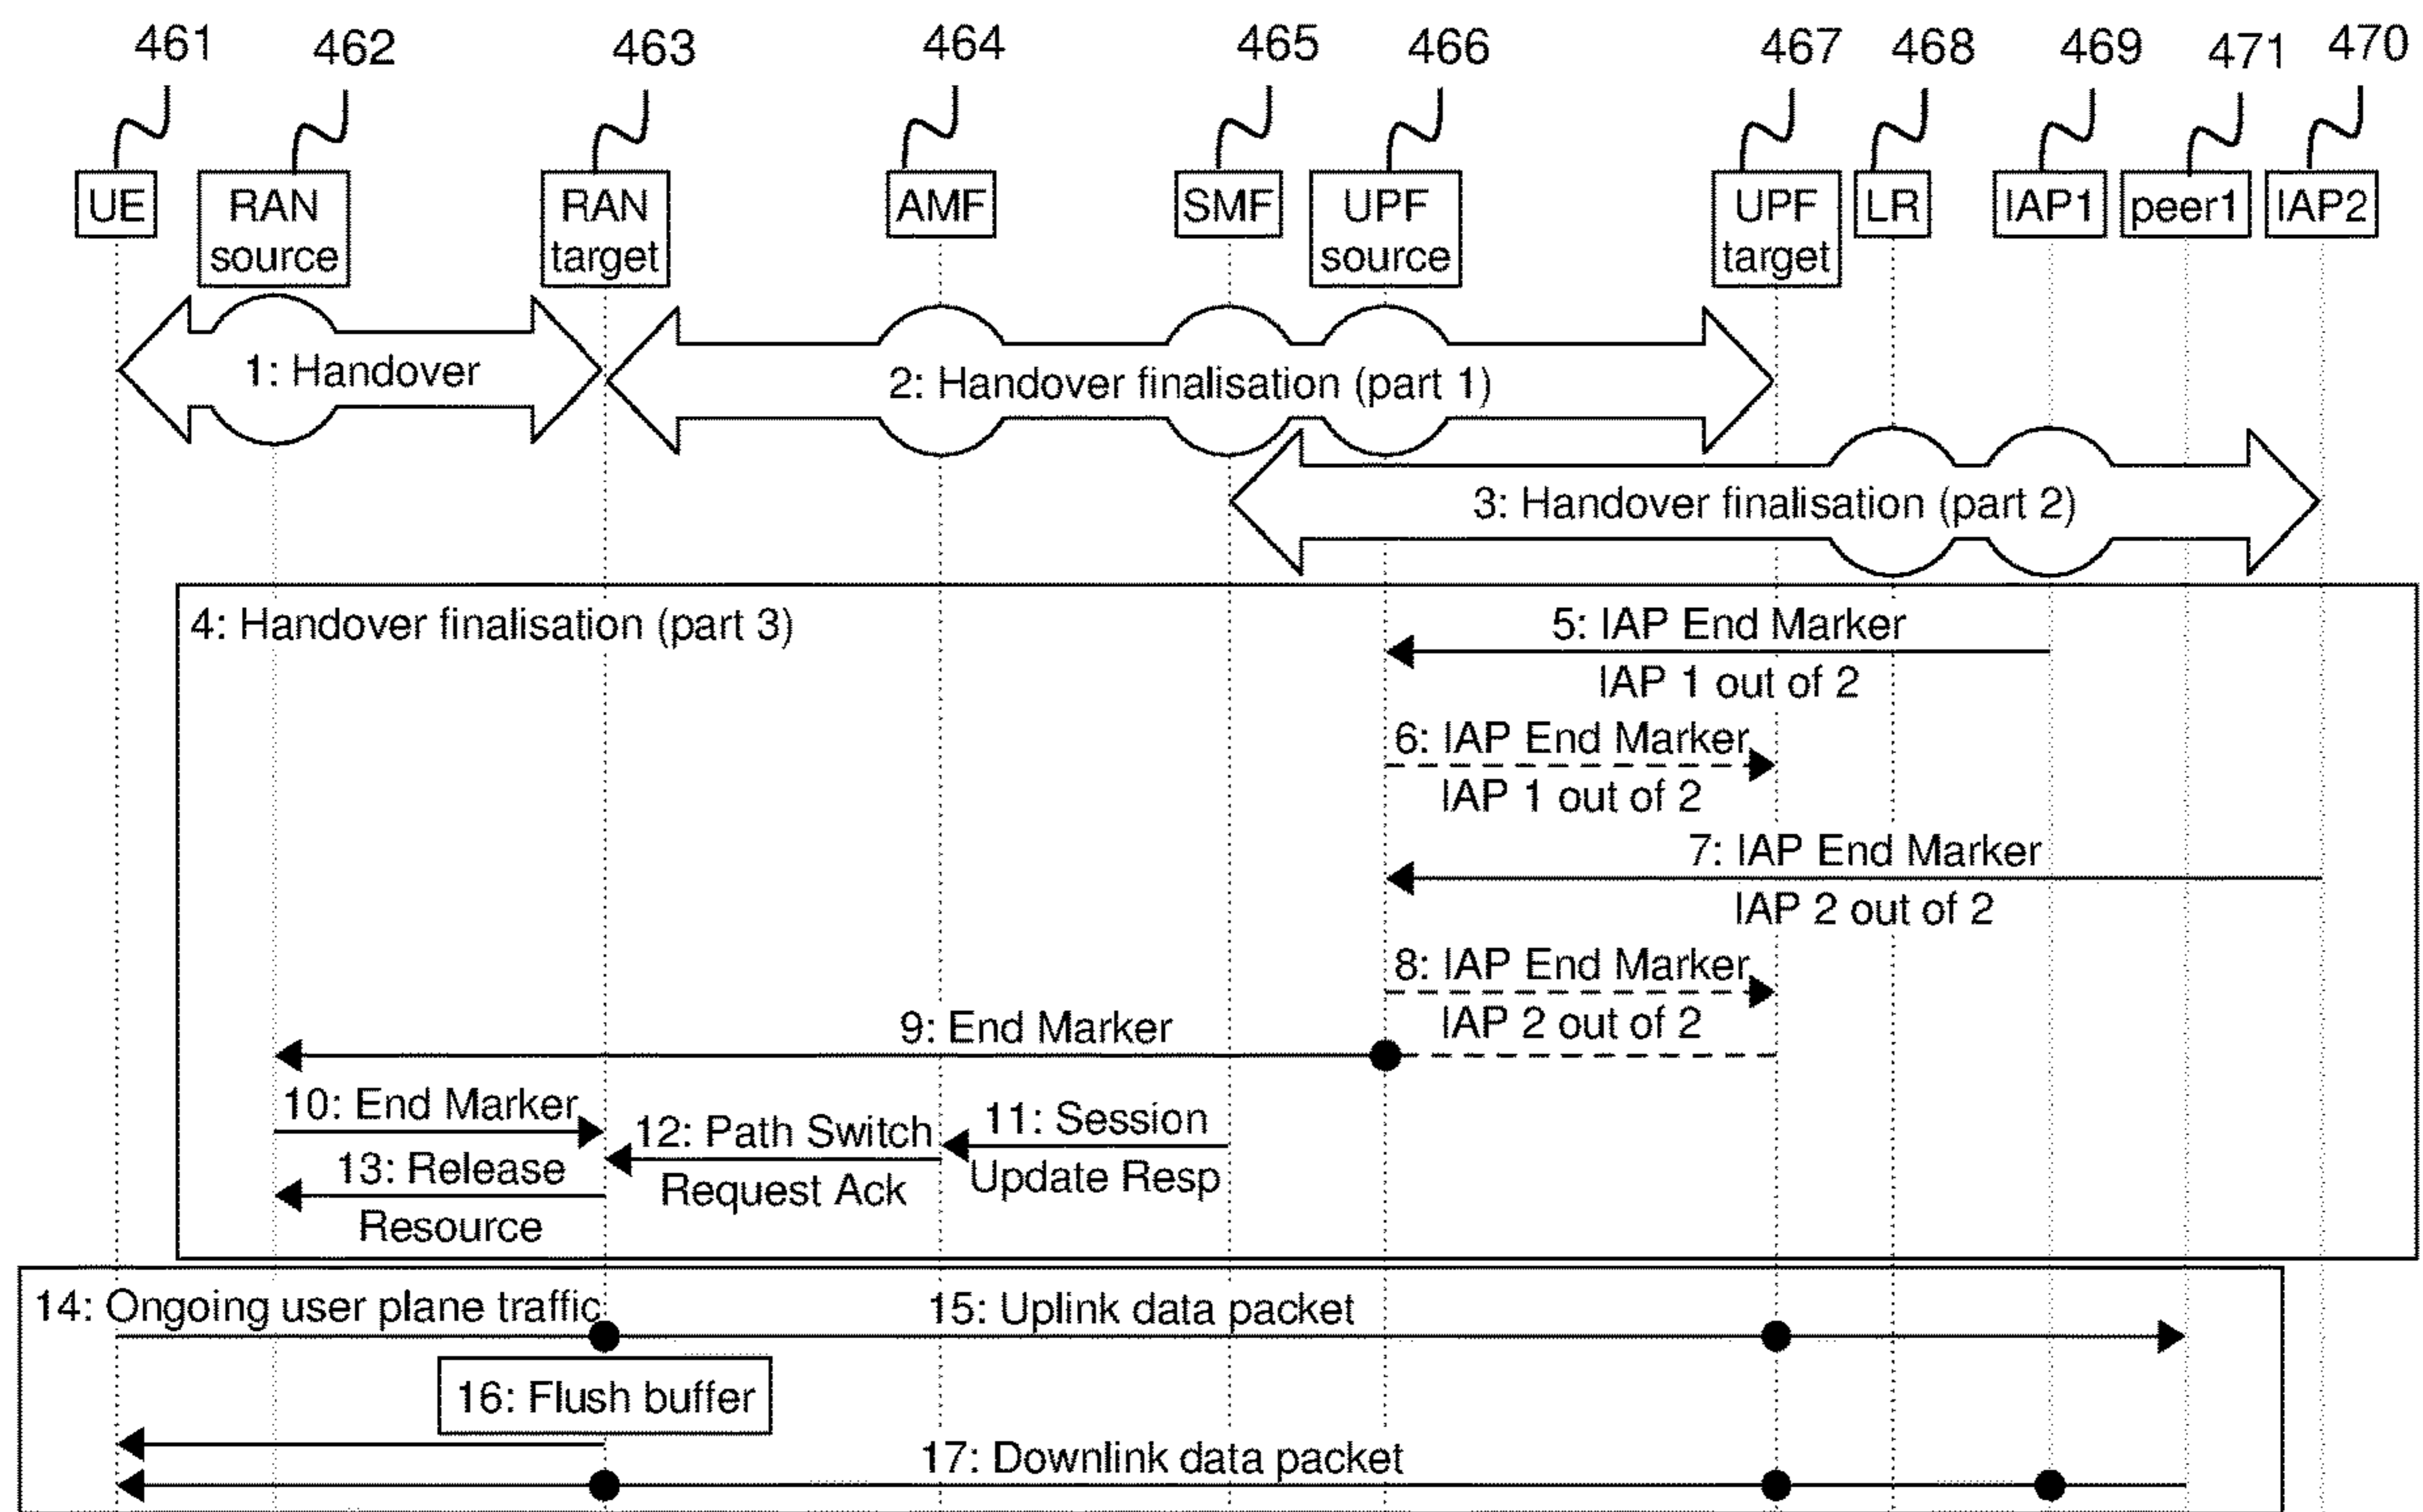 461 462 463 464 465 466 467 468 469 471 470
UE RAN source RAN target AMF SMF UPF source UPF target LR IAP1 peer1 IAP2
1: Handover
2: Handover finalisation (part 1)
3: Handover finalisation (part 2)
4: Handover finalisation (part 3)
5: IAP End Marker
IAP 1 out of 2
6: IAP End Marker
IAP 1 out of 2
7: IAP End Marker
IAP 2 out of 2
8: IAP End Marker
IAP 2 out of 2
9: End Marker
10: End Marker
11: Session
Update Resp
12: Path Switch
Request Ack
13: Release
Resource
14: Ongoing user plane traffic
15: Uplink data packet
16: Flush buffer
17: Downlink data packet